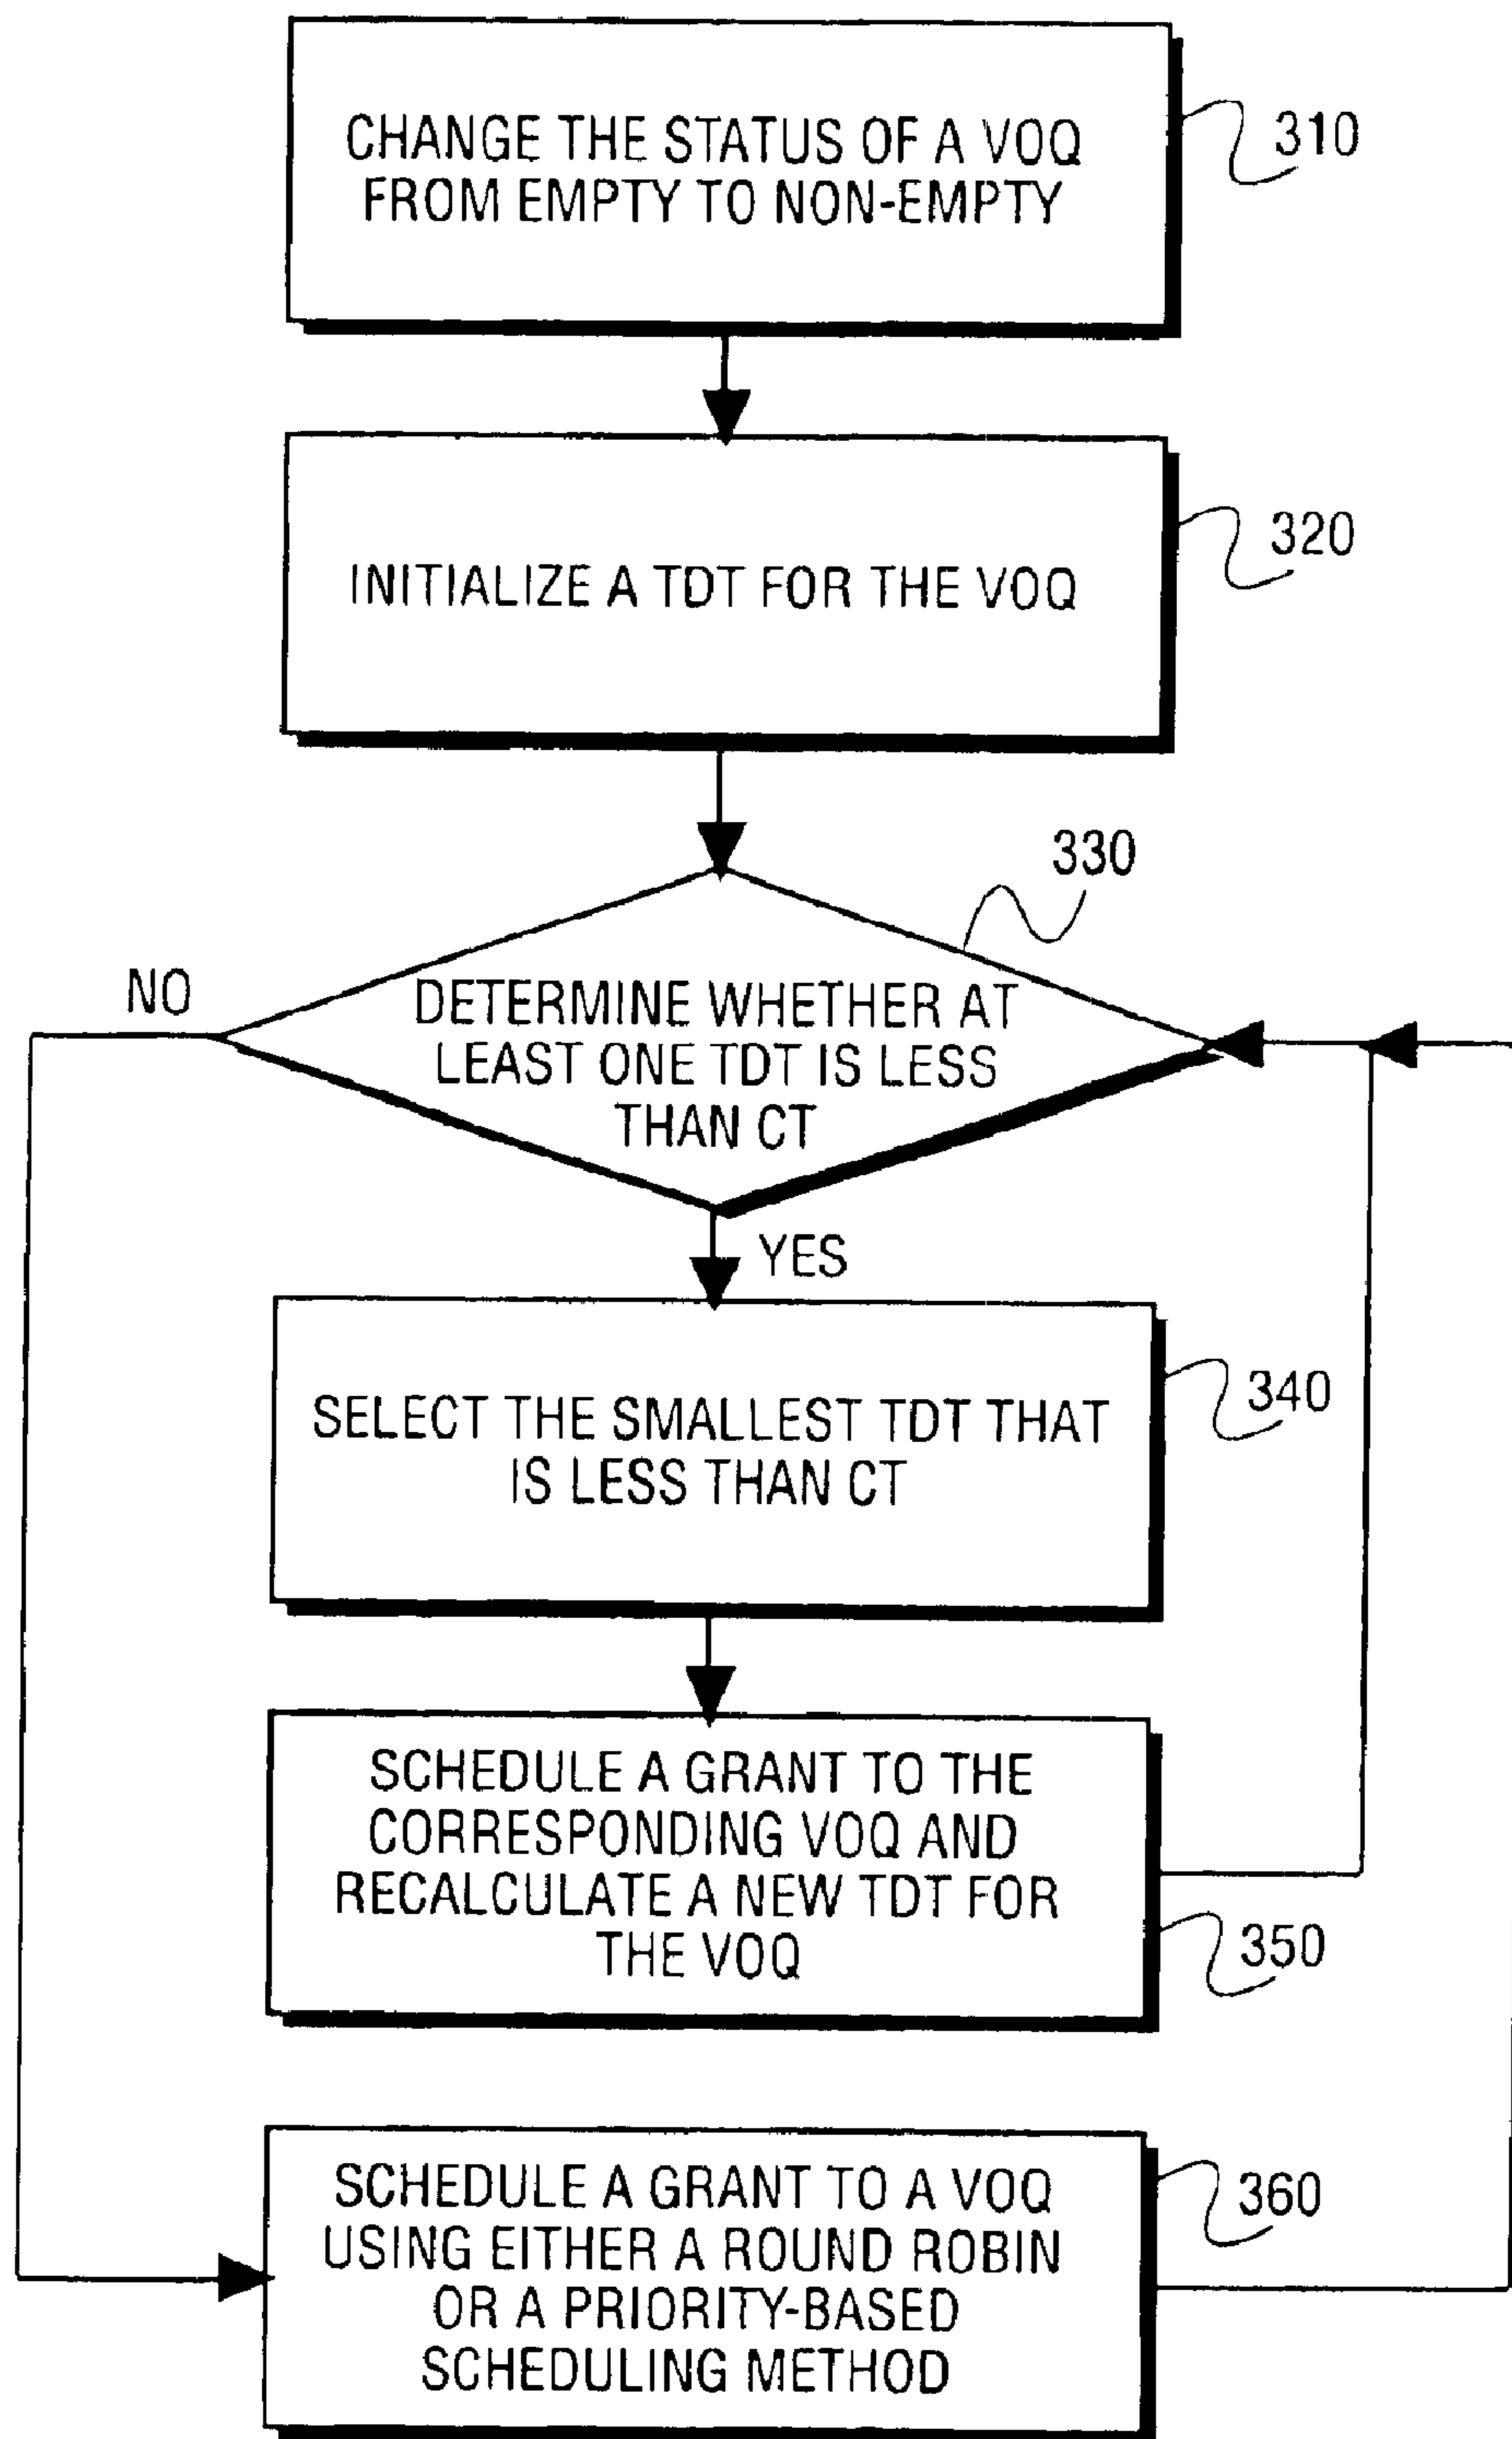 CHANGE THE STATUS OF A VOQ
FROM EMPTY TO NON-EMPTY
310
INITIALIZE A TDT FOR THE VOQ
320
330
NO
DETERMINE WHETHER AT
LEAST ONE TDT IS LESS
THAN CT
YES
SELECT THE SMALLEST TDT THAT
IS LESS THAN CT
340
SCHEDULE A GRANT TO THE
CORRESPONDING VOQ AND
RECALCULATE A NEW TDT FOR
THE VOQ
350
SCHEDULE A GRANT TO A VOQ
USING EITHER A ROUND ROBIN
OR A PRIORITY-BASED
SCHEDULING METHOD
360